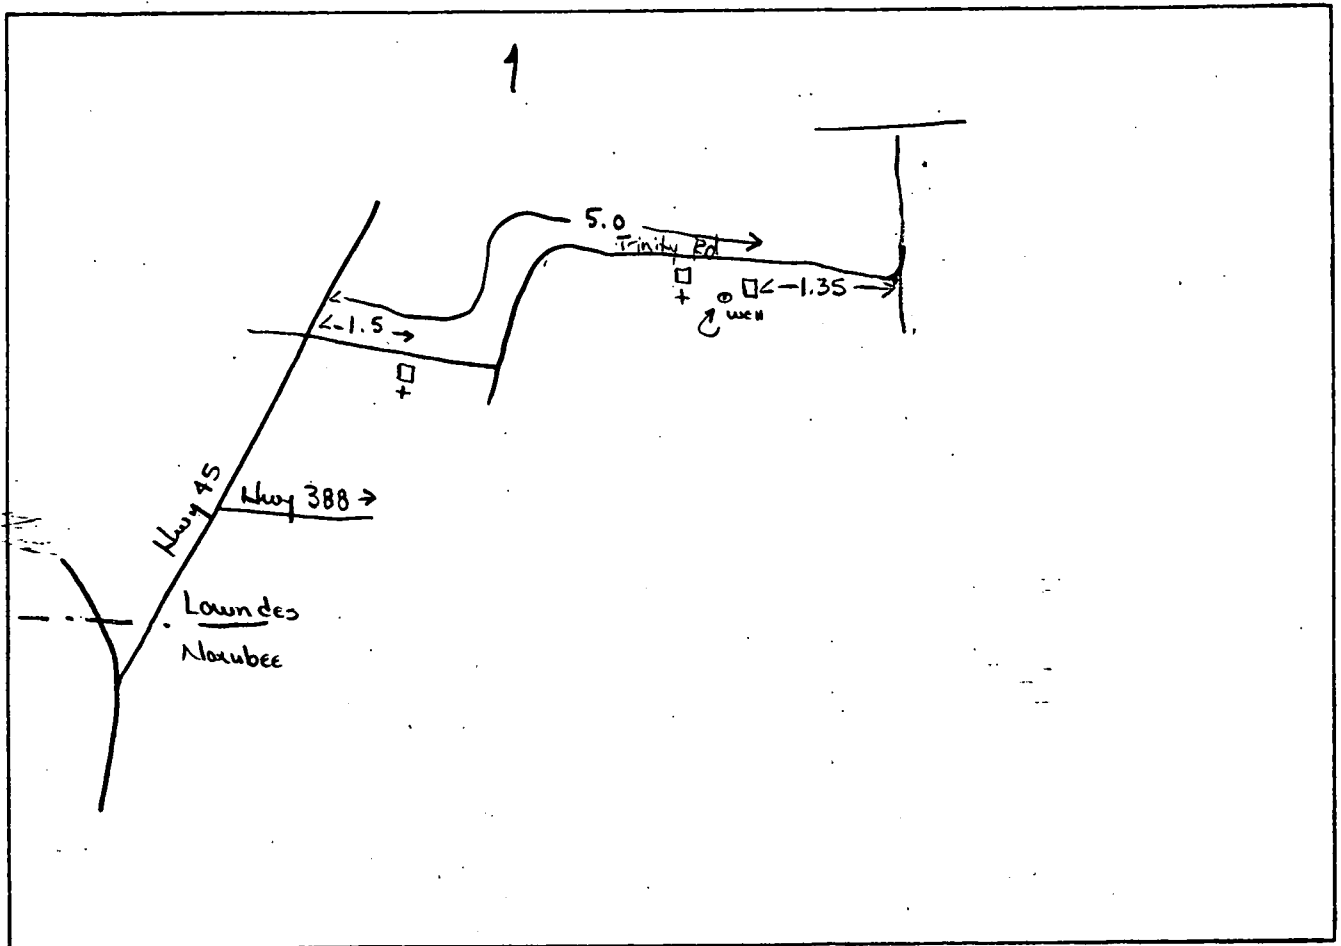 1
5.0
Trinity Rd
<-1.35->
well
<-1.5->
Hwy 45
Hwy 388 →
Lowndes
Noxubee